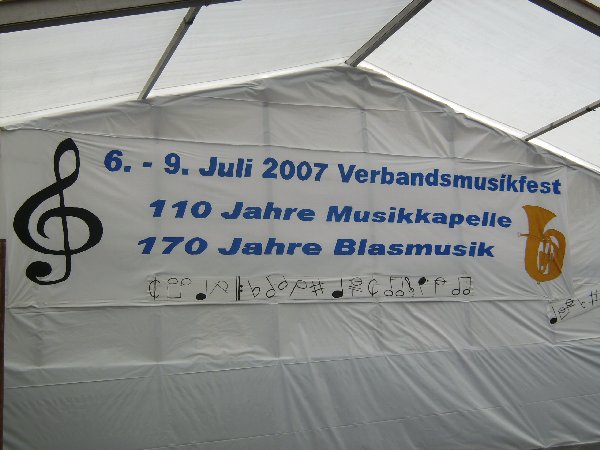 6. - 9. Juli 2007 Verbandsmusikfest
110 Jahre Musikkapelle
170 Jahre Blasmusik